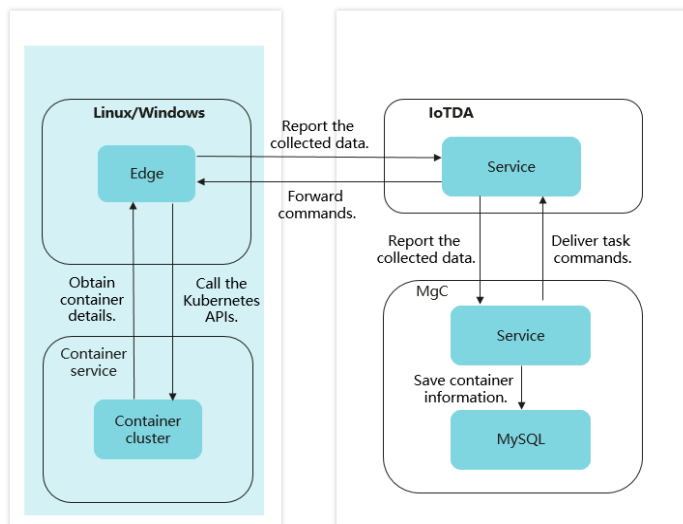 Linux/Windows
Edge
Report the
collected data.
Forward
commands.
IoTDA
Service
Obtain
container
details.
Call the
Kubernetes
APIs.
Report the
collected data.
Deliver task
commands.
Container
service
Container
cluster
MgC
Service
Save container
information.
MySQL